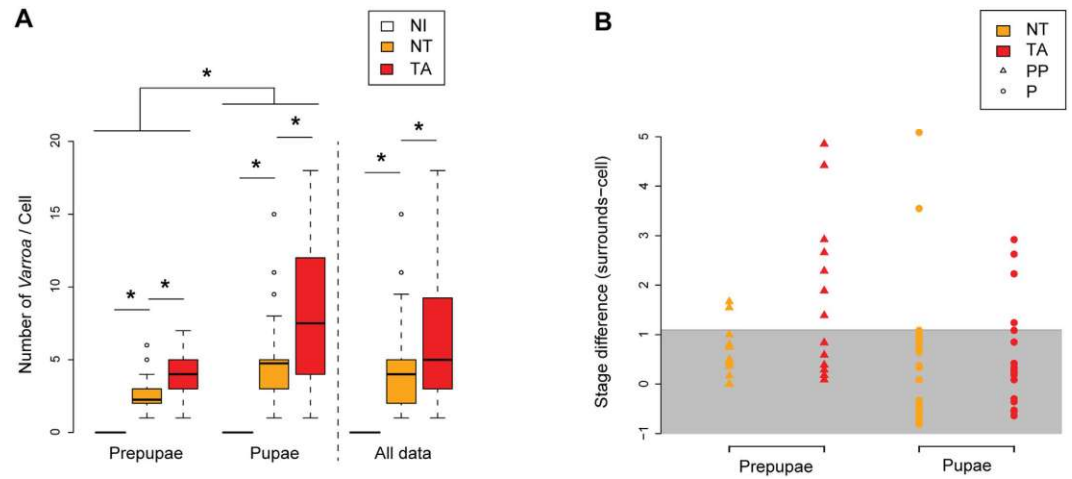 A
NI
NT
TA
*
*
*
*
*
*
*
Number of Varroa / Cell
20
15
10
5
0
Prepupae
Pupae
All data
B
NT
TA
PP
P
Stage difference (surrounds−cell)
5
4
3
2
1
0
−1
Prepupae
Pupae